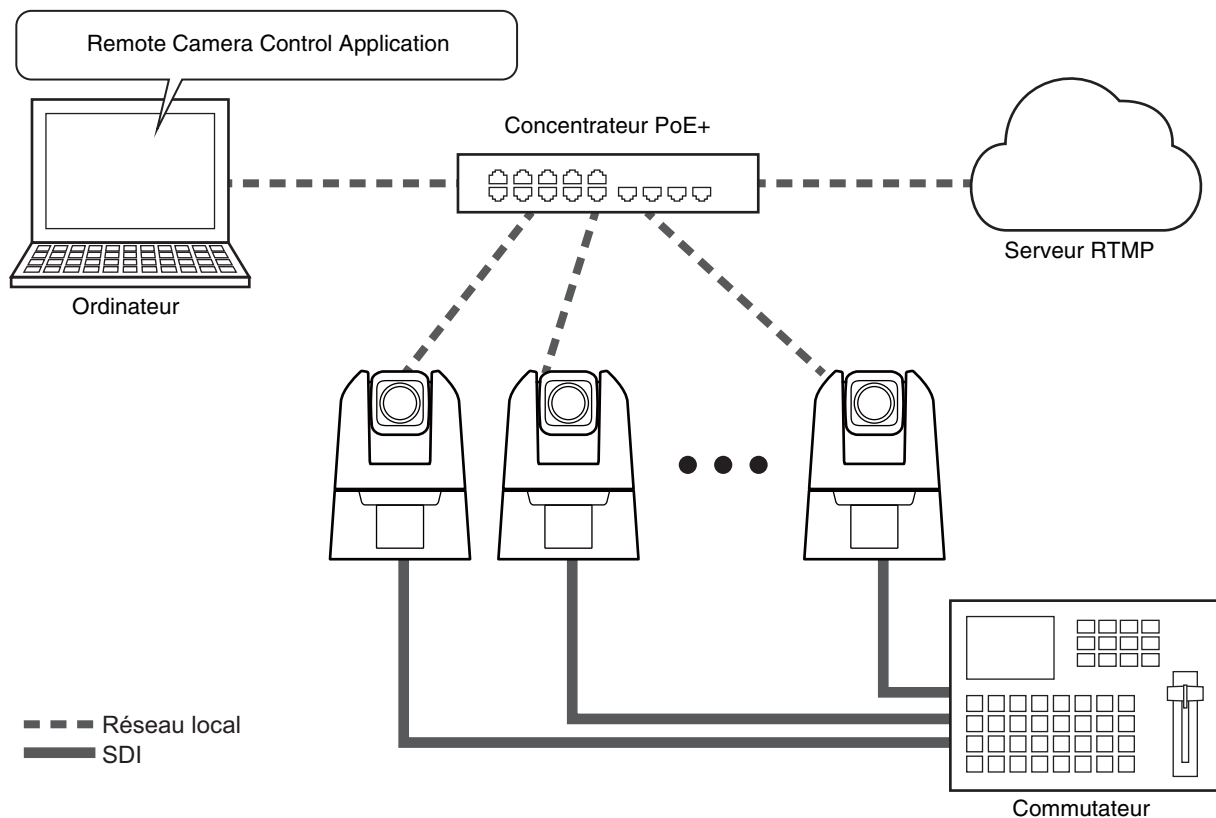 Remote Camera Control Application
Concentrateur PoE+
Serveur RTMP
Ordinateur
Réseau local
SDI
Commutateur